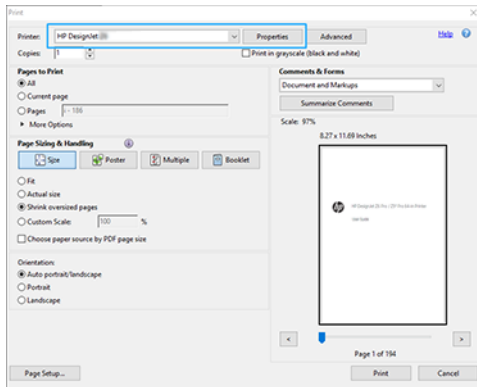 Print
Printer: HP DesignJet Properties Advanced Help
Copies: 1 Print in grayscale (black and white)
Pages to Print
All
Current page
Pages 1 - 186
More Options
Page Sizing & Handling
Size Poster Multiple Booklet
Fit
Actual size
Shrink oversized pages
Custom Scale: 100 %
Choose paper source by PDF page size
Orientation:
Auto portrait/landscape
Portrait
Landscape
Comments & Forms
Document and Markups
Summarize Comments
Scale: 97%
8.27 x 11.69 Inches
hp
User Guide
< >
Page 1 of 194
Page Setup... Print Cancel